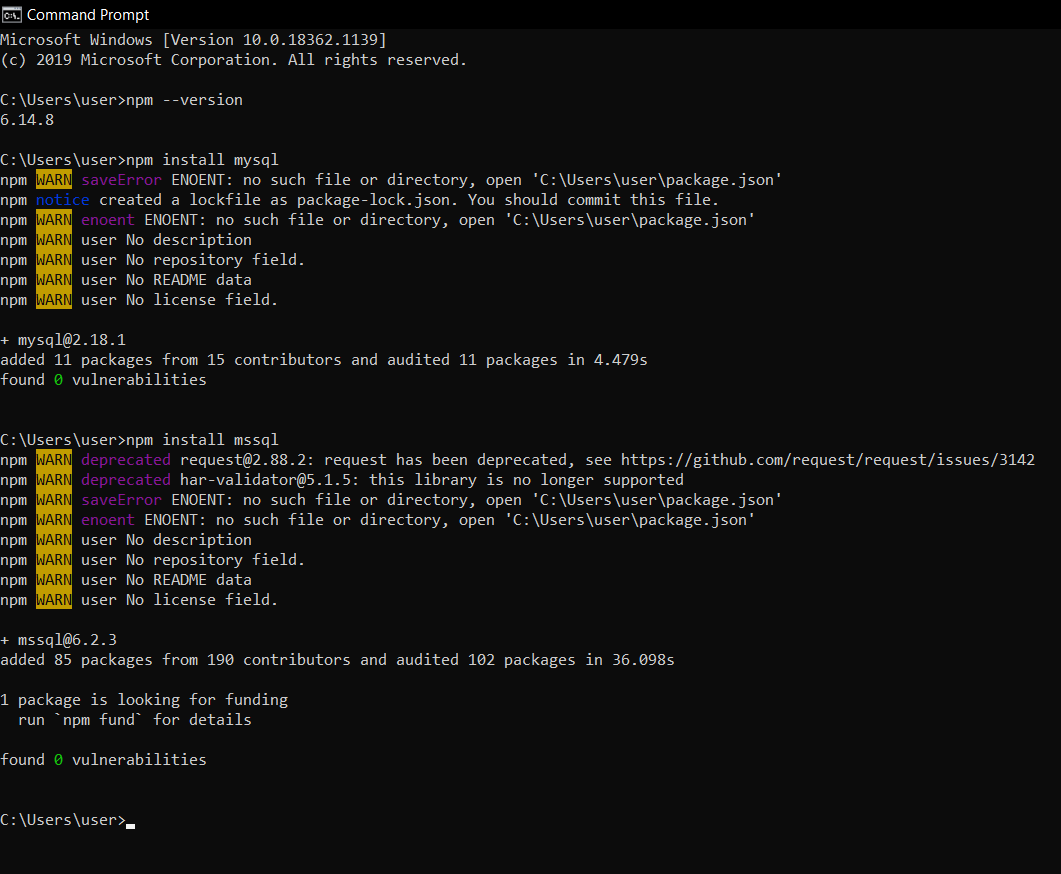 Command Prompt
Microsoft Windows [Version 10.0.18362.1139]
(c) 2019 Microsoft Corporation. All rights reserved.
C:\Users\user>npm --version
6.14.8
C:\Users\user>npm install mysql
npm WARN saveError ENOENT: no such file or directory, open 'C:\Users\user\package.json'
npm notice created a lockfile as package-lock.json. You should commit this file.
npm WARN enoent ENOENT: no such file or directory, open 'C:\Users\user\package.json'
npm WARN user No description
npm WARN user No repository field.
npm WARN user No README data
npm WARN user No license field.
+ mysql@2.18.1
added 11 packages from 15 contributors and audited 11 packages in 4.479s
found 0 vulnerabilities
C:\Users\user>npm install mssql
npm WARN deprecated request@2.88.2: request has been deprecated, see https://github.com/request/request/issues/3142
npm WARN deprecated har-validator@5.1.5: this library is no longer supported
npm WARN saveError ENOENT: no such file or directory, open 'C:\Users\user\package.json'
npm WARN enoent ENOENT: no such file or directory, open 'C:\Users\user\package.json'
npm WARN user No description
npm WARN user No repository field.
npm WARN user No README data
npm WARN user No license field.
+ mssql@6.2.3
added 85 packages from 190 contributors and audited 102 packages in 36.098s
1 package is looking for funding
run `npm fund` for details
found 0 vulnerabilities
C:\Users\user>